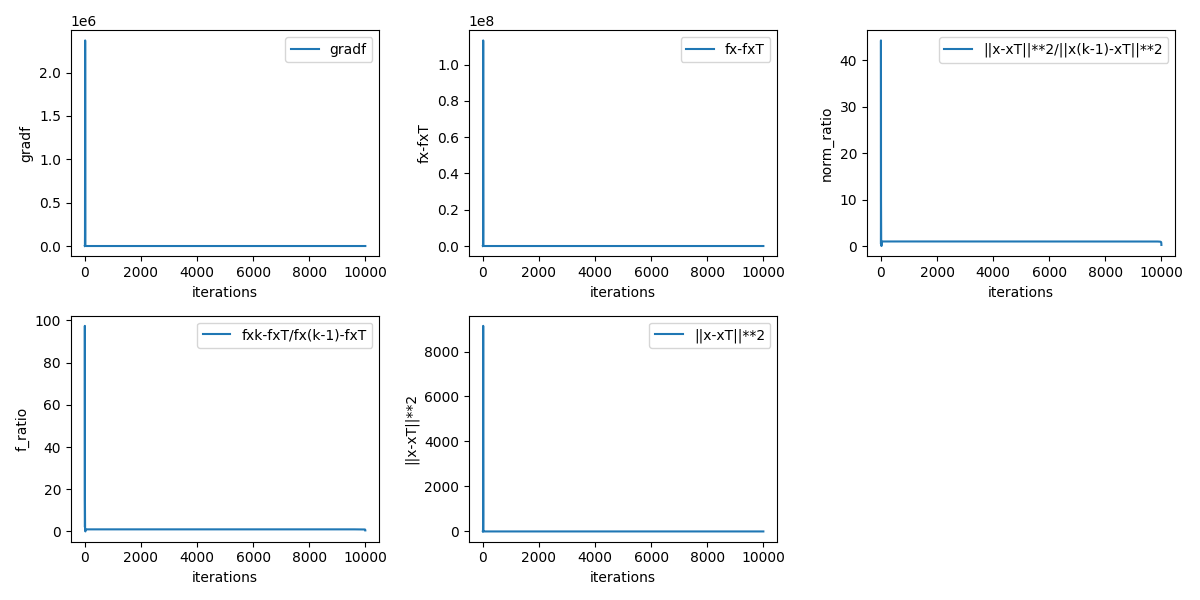 1e6
gradf
2.5
2.0
1.5
1.0
0.5
0.0
gradf
0 2000 4000 6000 8000 10000
iterations
1e8
fx-fxT
1.0
0.8
0.6
0.4
0.2
0.0
fx-fxT
0 2000 4000 6000 8000 10000
iterations
||x-xT||**2/||x(k-1)-xT||**2
40
30
20
10
0
norm_ratio
0 2000 4000 6000 8000 10000
iterations
fxk-fxT/fx(k-1)-fxT
100
80
60
40
20
0
f_ratio
0 2000 4000 6000 8000 10000
iterations
||x-xT||**2
8000
6000
4000
2000
0
||x-xT||**2
0 2000 4000 6000 8000 10000
iterations